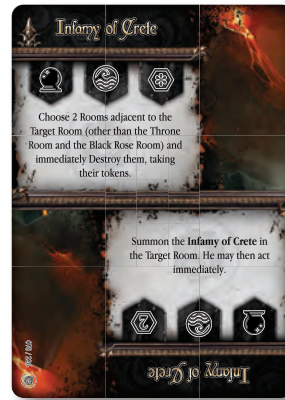 Infamy of Crete
Choose 2 Rooms adjacent to the
Target Room (other than the Throne
Room and the Black Rose Room) and
immediately Destroy them, taking
their tokens.
Summon the Infamy of Crete in
the Target Room. He may then act
immediately.
2
Infamy of Crete